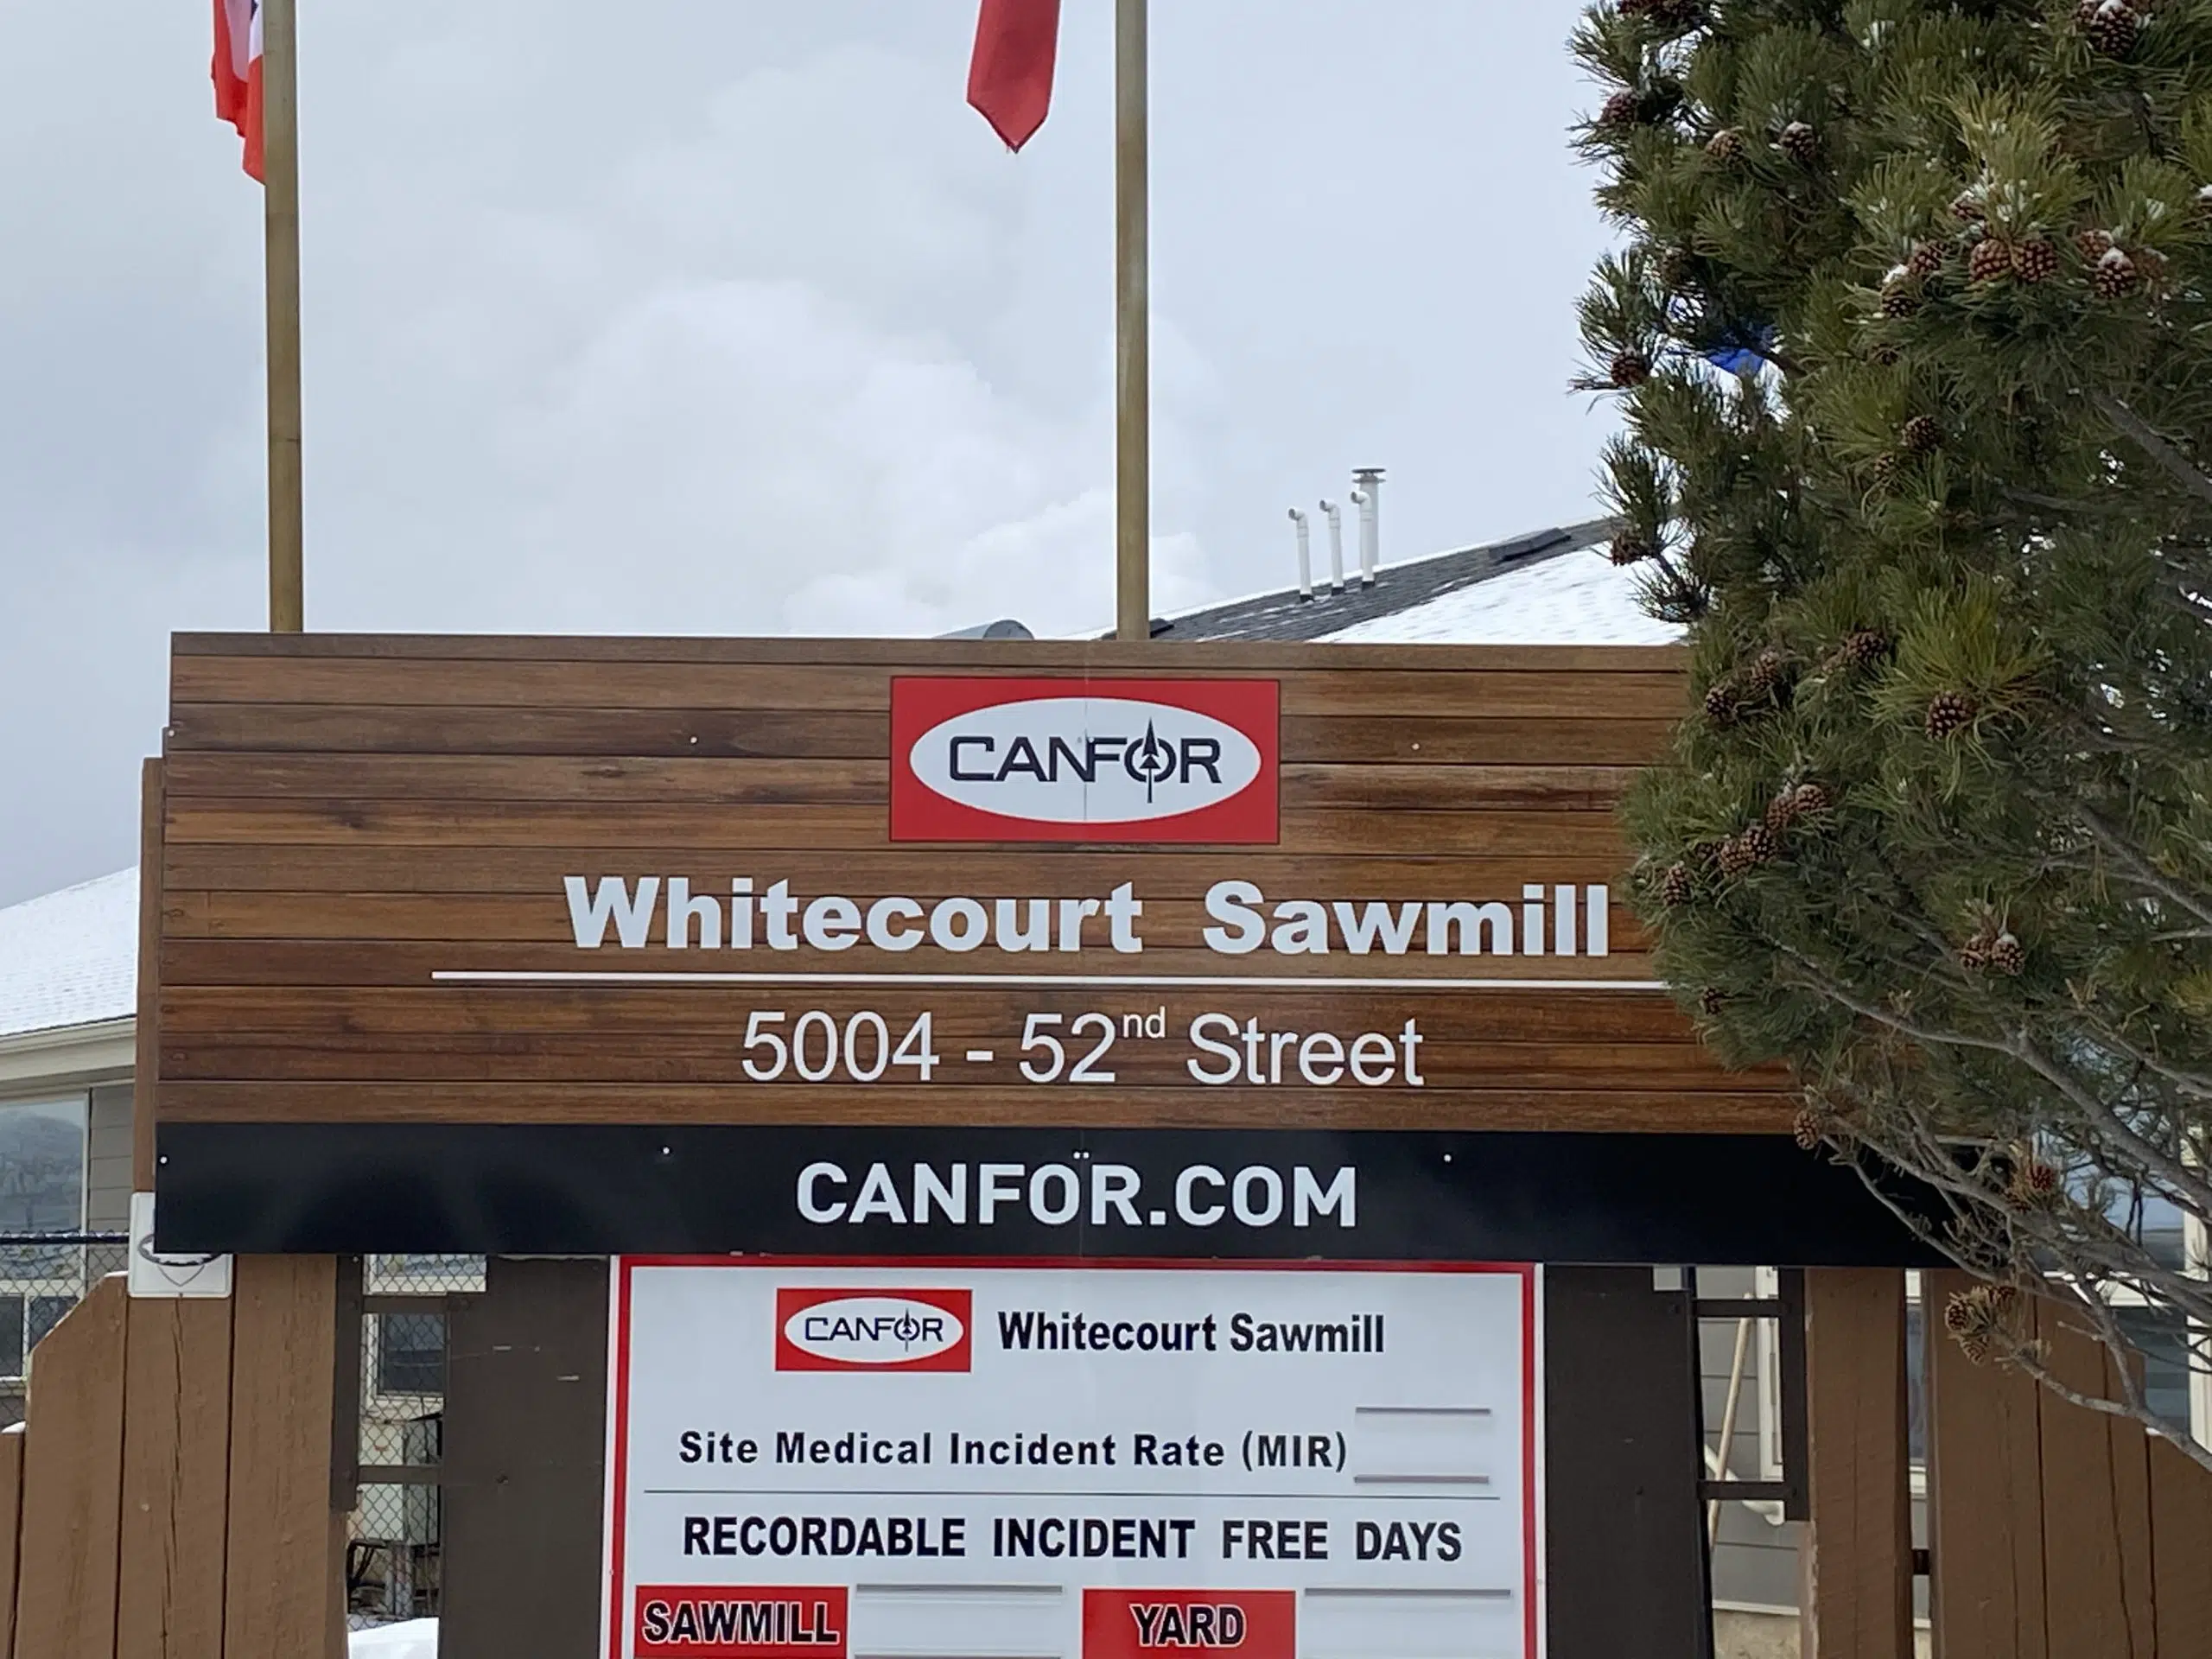 CANFOR
Whitecourt Sawmill
5004 - 52nd Street
CANFOR.COM
CANFOR Whitecourt Sawmill
Site Medical Incident Rate (MIR)
RECORDABLE INCIDENT FREE DAYS
SAWMILL YARD